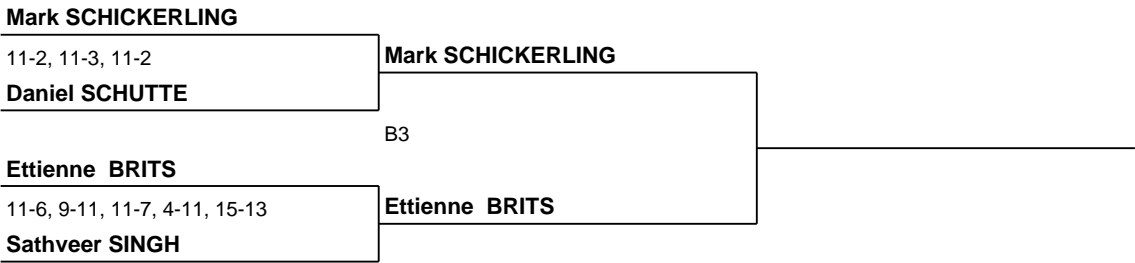 Mark SCHICKERLING
11-2, 11-3, 11-2
Mark SCHICKERLING
Daniel SCHUTTE
B3
Ettienne  BRITS
11-6, 9-11, 11-7, 4-11, 15-13
Ettienne  BRITS
Sathveer SINGH